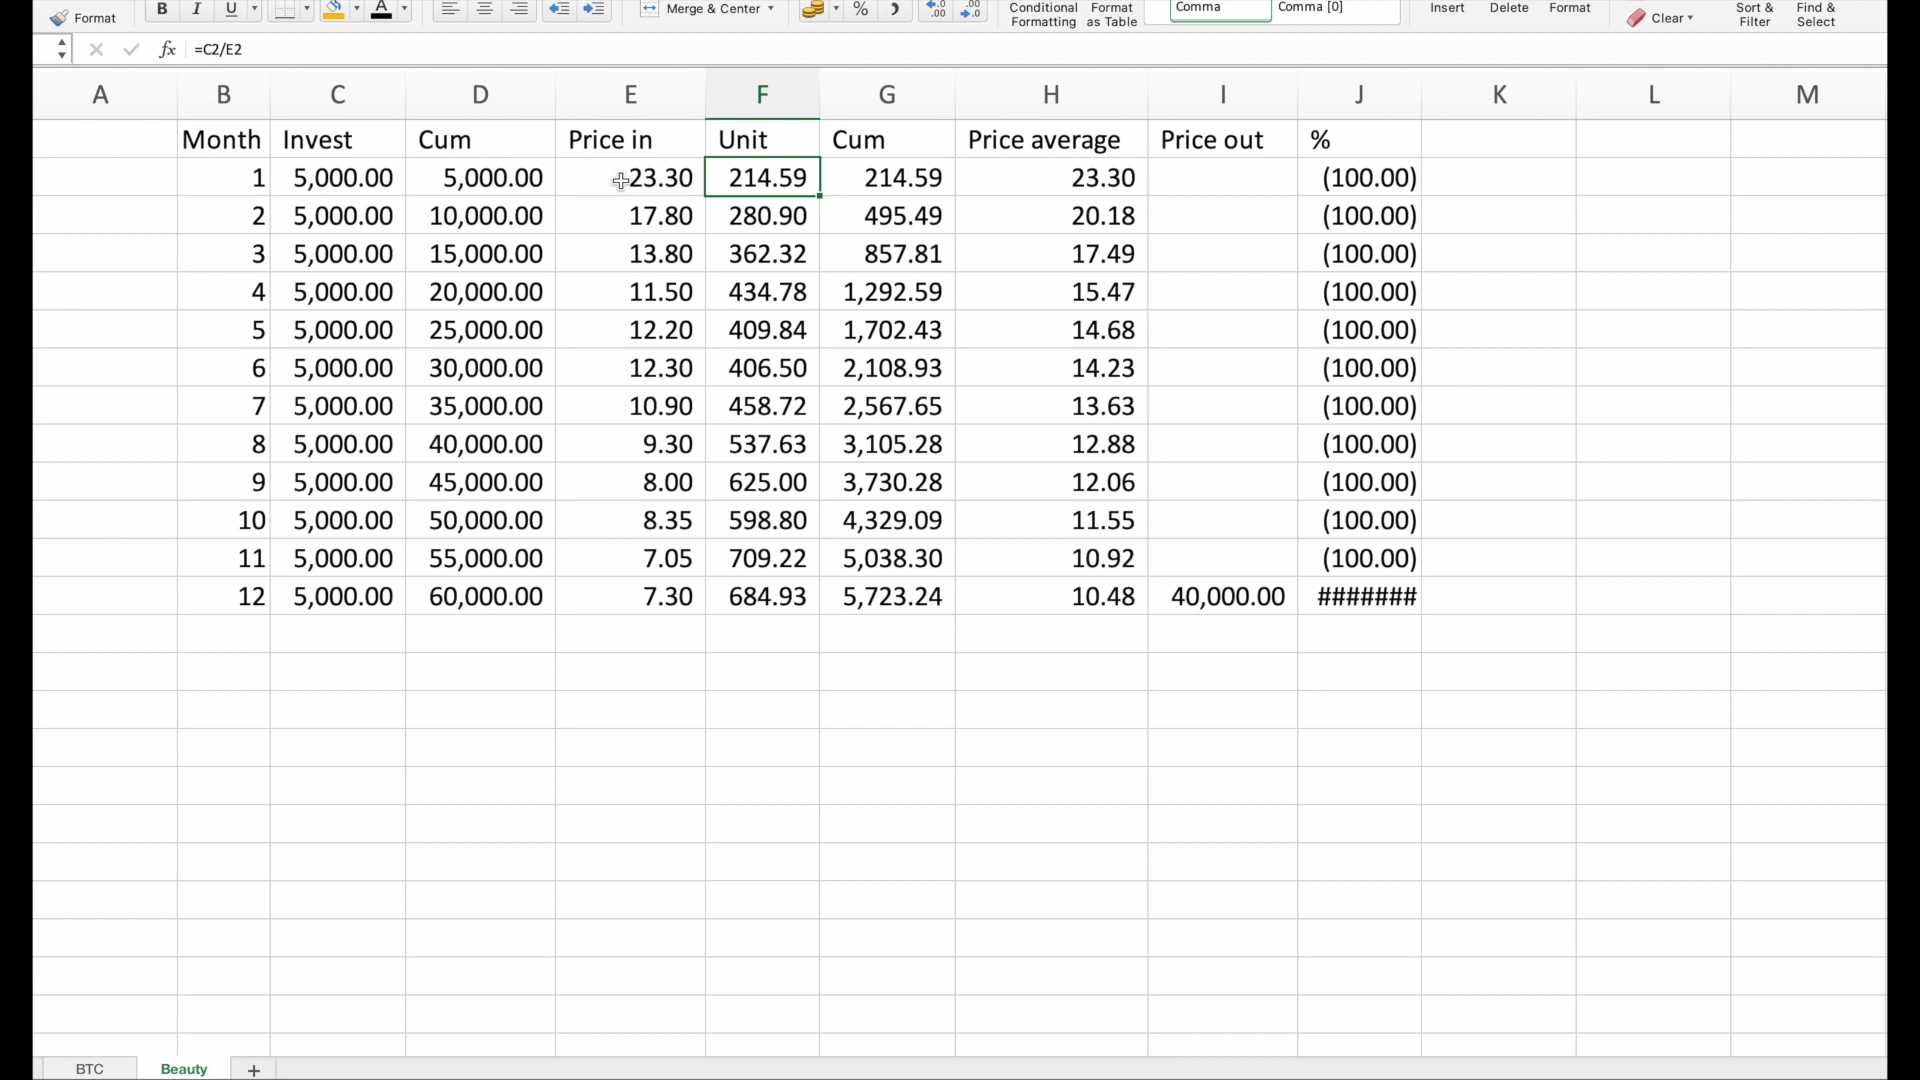 Format B I U A Merge & Center % Conditional Formatting Format as Table Comma Comma [0] Insert Delete Format Clear Sort & Filter Find & Select
fx =C2/E2
A B C D E F G H I J K L M
Month Invest Cum Price in Unit Cum Price average Price out %
1 5,000.00 5,000.00 23.30 214.59 214.59 23.30 (100.00)
2 5,000.00 10,000.00 17.80 280.90 495.49 20.18 (100.00)
3 5,000.00 15,000.00 13.80 362.32 857.81 17.49 (100.00)
4 5,000.00 20,000.00 11.50 434.78 1,292.59 15.47 (100.00)
5 5,000.00 25,000.00 12.20 409.84 1,702.43 14.68 (100.00)
6 5,000.00 30,000.00 12.30 406.50 2,108.93 14.23 (100.00)
7 5,000.00 35,000.00 10.90 458.72 2,567.65 13.63 (100.00)
8 5,000.00 40,000.00 9.30 537.63 3,105.28 12.88 (100.00)
9 5,000.00 45,000.00 8.00 625.00 3,730.28 12.06 (100.00)
10 5,000.00 50,000.00 8.35 598.80 4,329.09 11.55 (100.00)
11 5,000.00 55,000.00 7.05 709.22 5,038.30 10.92 (100.00)
12 5,000.00 60,000.00 7.30 684.93 5,723.24 10.48 40,000.00 #######
BTC Beauty +